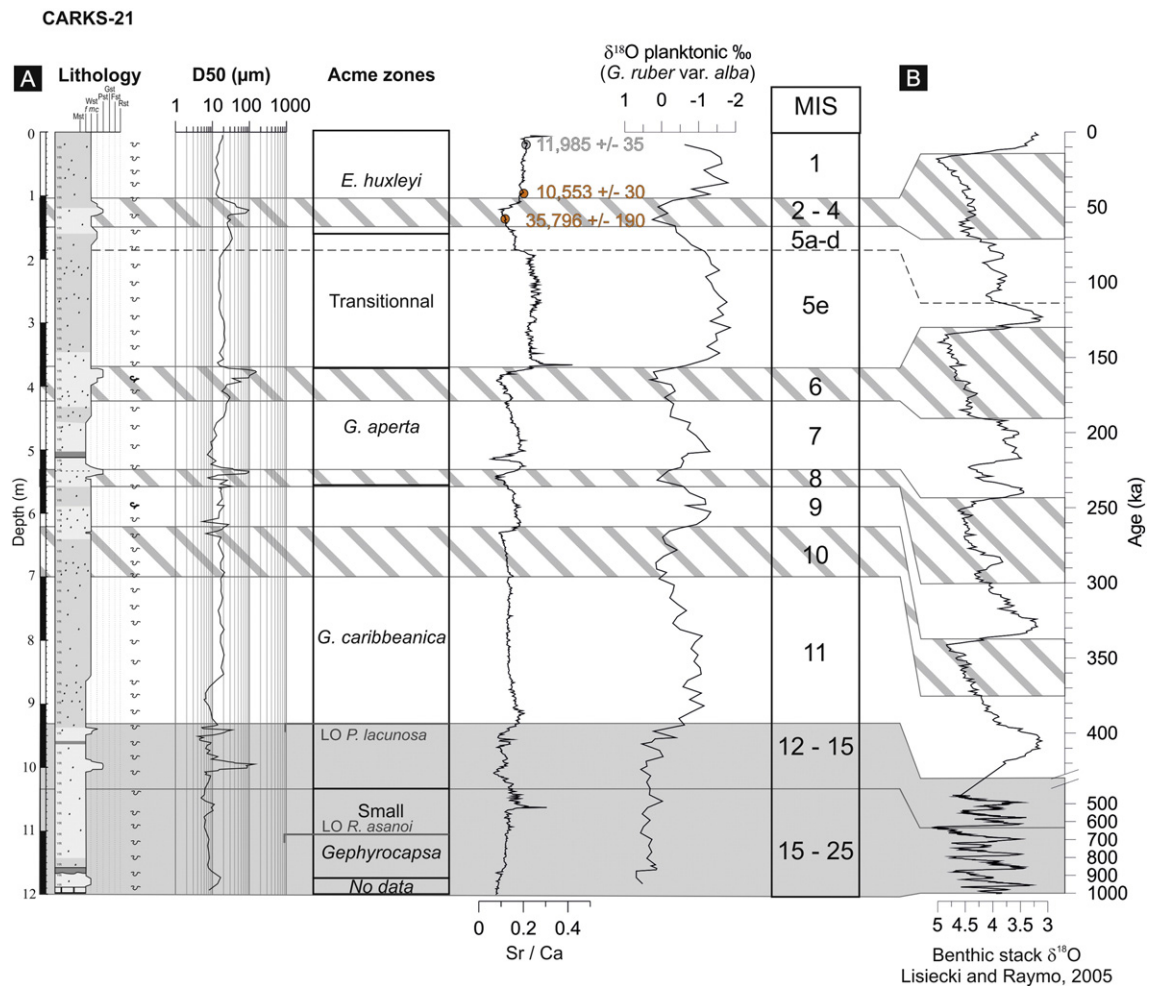 CARKS-21
A
Lithology
Mst
Wst
f mc
Pst
Gst
Fst
Rst
D50 (µm)
1 10 100 1000
Acme zones
δ18O planktonic ‰
(G. ruber var. alba)
1 0 -1 -2
MIS
B
Depth (m)
0
1
2
3
4
5
6
7
8
9
10
11
12
E. huxleyi
Transitionnal
G. aperta
G. caribbeanica
LO P. lacunosa
Small
LO R. asanoi
Gephyrocapsa
No data
11,985 +/- 35
10,553 +/- 30
35,796 +/- 190
0 0.2 0.4
Sr / Ca
1
2 - 4
5a-d
5e
6
7
8
9
10
11
12 - 15
15 - 25
0
50
100
150
200
250
300
350
400
500
600
700
800
900
1000
Age (ka)
5 4.5 4 3.5 3
Benthic stack δ18O
Lisiecki and Raymo, 2005